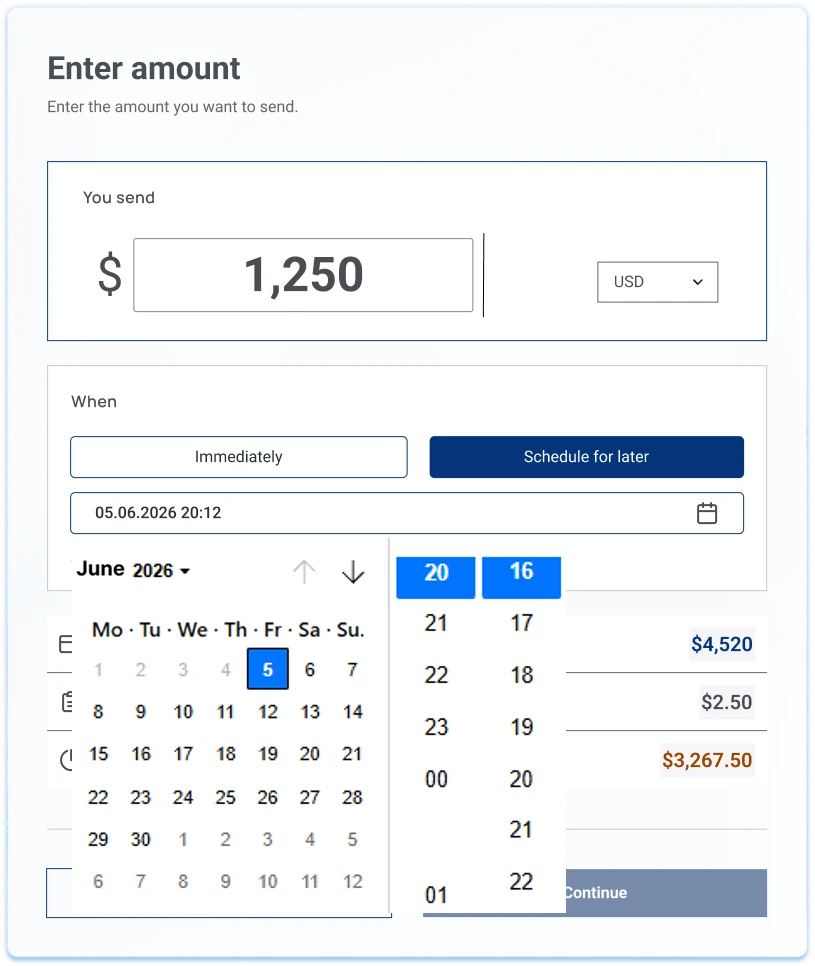 Enter amount
Enter the amount you want to send.
You send
$ 1,250 USD
When
Immediately Schedule for later
05.06.2026 20:12
June 2026
Mo · Tu · We · Th · Fr · Sa · Su.
1 2 3 4 5 6 7
8 9 10 11 12 13 14
15 16 17 18 19 20 21
22 23 24 25 26 27 28
29 30 1 2 3 4 5
6 7 8 9 10 11 12
20 16
21 17
22 18
23 19
00 20
21
01 22
$4,520
$2.50
$3,267.50
Continue